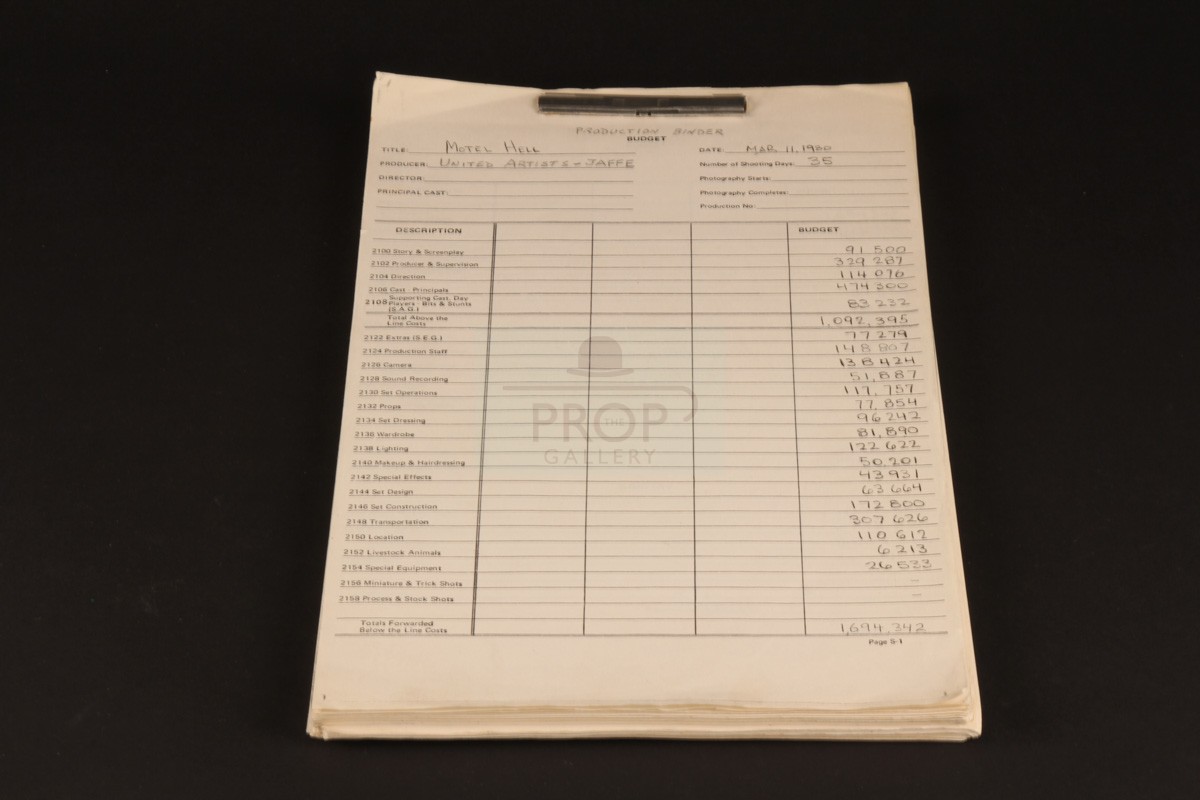 PRODUCTION BINDER
BUDGET
TITLE: MOTEL HELL DATE: MAR 11, 1980
PRODUCER: UNITED ARTISTS - JAFFE Number of Shooting Days: 35
DIRECTOR: Photography Starts:
PRINCIPAL CAST: Photography Completes:
Production No:
DESCRIPTION BUDGET
2100 Story & Screenplay 91 500
2102 Producer & Supervision 329 287
2104 Direction 114 076
2106 Cast - Principals 474 300
2108 Supporting Cast, Day Players - Bits & Stunts (S.A.G.) 83 232
Total Above the Line Costs 1,092,395
2122 Extras (S.E.G.) 77 279
2124 Production Staff 148 807
2126 Camera 138 424
2128 Sound Recording 51,887
2130 Set Operations 117,757
2132 Props 77,854
2134 Set Dressing 96 242
2136 Wardrobe 81,890
2138 Lighting 122 622
2140 Makeup & Hairdressing 50,201
2142 Special Effects 43 931
2144 Set Design 63 664
2146 Set Construction 172 800
2148 Transportation 307 626
2150 Location 110 612
2152 Livestock Animals 6 213
2154 Special Equipment 26 533
2156 Miniature & Trick Shots –
2158 Process & Stock Shots –
Totals Forwarded Below the Line Costs 1,694,342
Page S-1
THE PROP GALLERY